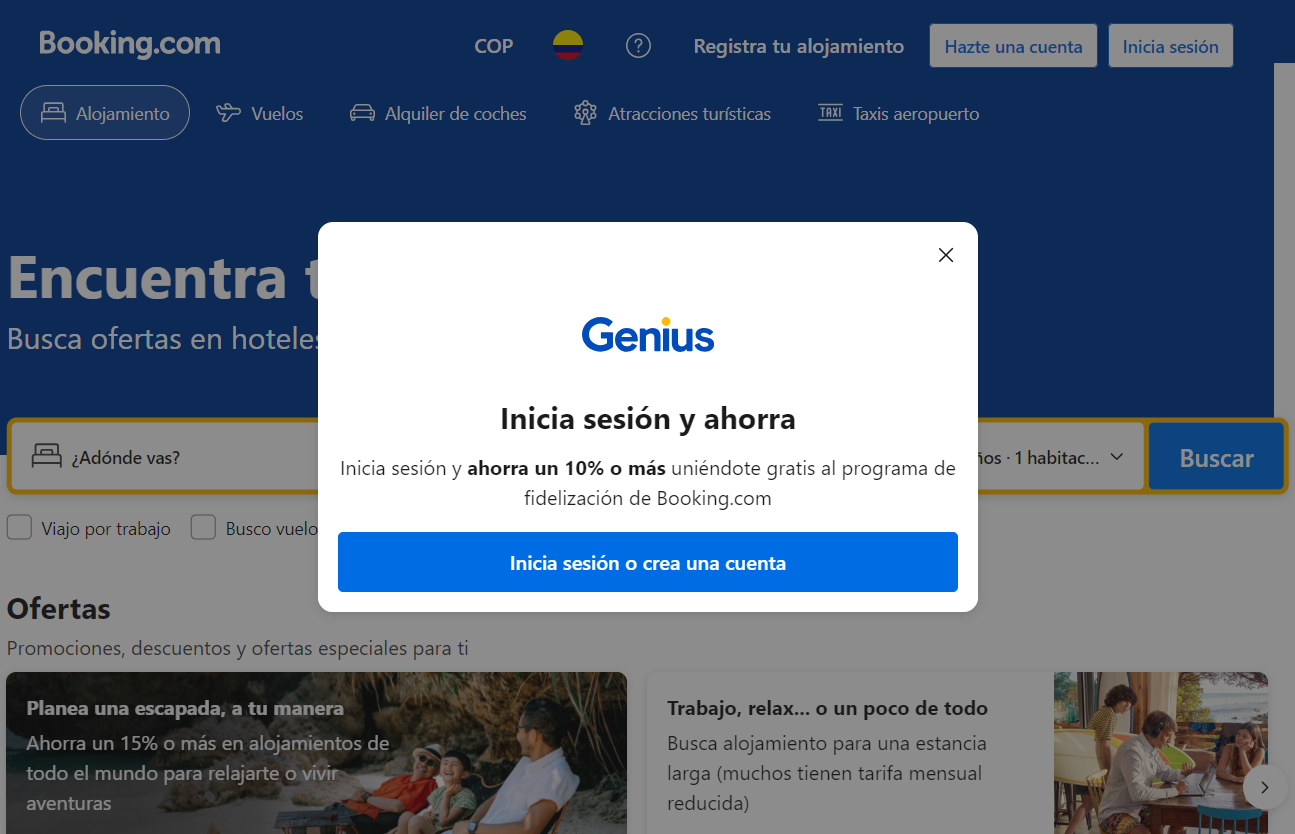 Booking.com
COP
Registra tu alojamiento
Hazte una cuenta
Inicia sesión
Alojamiento
Vuelos
Alquiler de coches
Atracciones turísticas
TAXI Taxis aeropuerto
Encuentra t
Busca ofertas en hoteles
Genius
Inicia sesión y ahorra
Inicia sesión y ahorra un 10% o más uniéndote gratis al programa de
fidelización de Booking.com
Inicia sesión o crea una cuenta
¿Adónde vas?
ños · 1 habitac...
Buscar
Viajo por trabajo
Busco vuelo
Ofertas
Promociones, descuentos y ofertas especiales para ti
Planea una escapada, a tu manera
Ahorra un 15% o más en alojamientos de
todo el mundo para relajarte o vivir
aventuras
Trabajo, relax... o un poco de todo
Busca alojamiento para una estancia
larga (muchos tienen tarifa mensual
reducida)